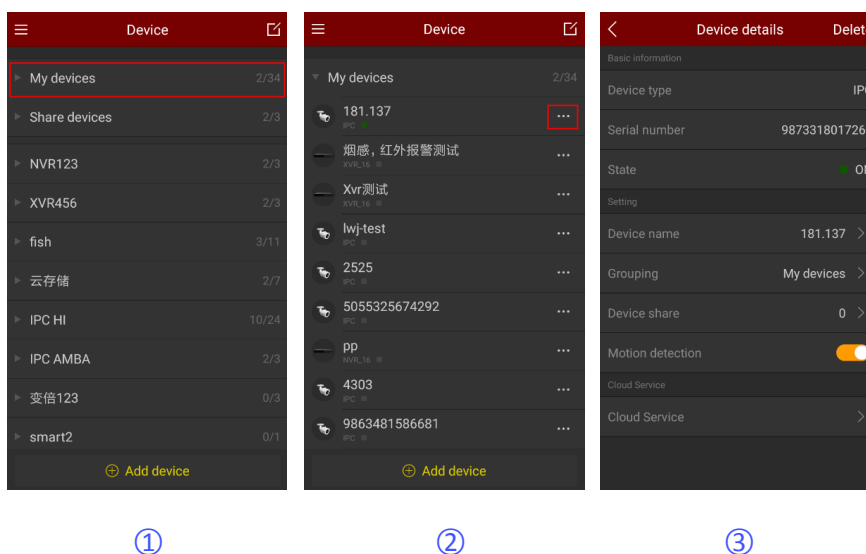 Device
My devices 2/34
Share devices 2/3
NVR123 2/3
XVR456 2/3
fish 3/11
云存储 2/7
IPC HI 10/24
IPC AMBA 2/3
变倍123 0/3
smart2 0/1
Add device
①
Device
My devices 2/34
181.137
IPC
烟感，红外报警测试
XVR_16
Xvr测试
XVR_16
lwj-test
IPC
2525
IPC
5055325674292
IPC
pp
NVR_16
4303
IPC
9863481586681
IPC
Add device
②
Device details Delet
Basic information
Device type IPC
Serial number 987331801726
State ON
Setting
Device name 181.137
Grouping My devices
Device share 0
Motion detection
Cloud Service
Cloud Service
③